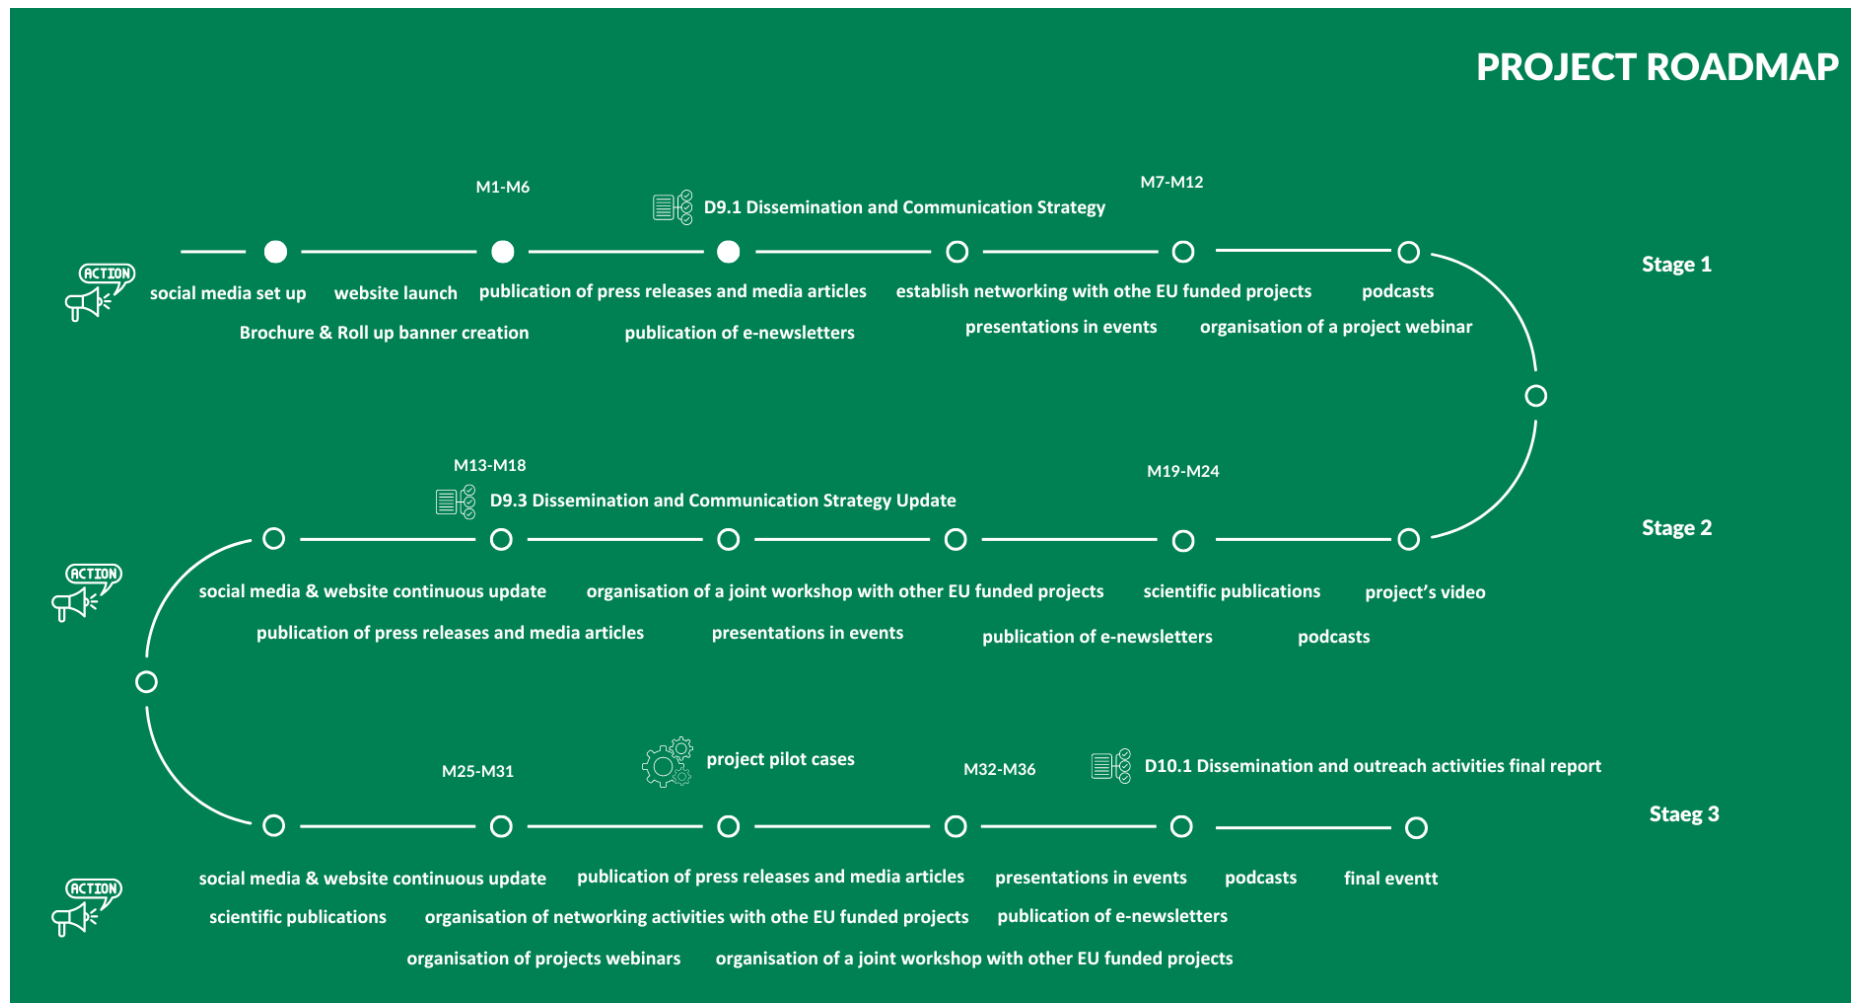 PROJECT ROADMAP
M1-M6
M7-M12
D9.1 Dissemination and Communication Strategy
Stage 1
ACTION
social media set up
website launch
publication of press releases and media articles
establish networking with othe EU funded projects
podcasts
Brochure & Roll up banner creation
publication of e-newsletters
presentations in events
organisation of a project webinar
M13-M18
M19-M24
D9.3 Dissemination and Communication Strategy Update
Stage 2
ACTION
social media & website continuous update
organisation of a joint workshop with other EU funded projects
scientific publications
project's video
publication of press releases and media articles
presentations in events
publication of e-newsletters
podcasts
M25-M31
project pilot cases
M32-M36
D10.1 Dissemination and outreach activities final report
Staeg 3
ACTION
social media & website continuous update
publication of press releases and media articles
presentations in events
podcasts
final eventt
scientific publications
organisation of networking activities with othe EU funded projects
publication of e-newsletters
organisation of projects webinars
organisation of a joint workshop with other EU funded projects